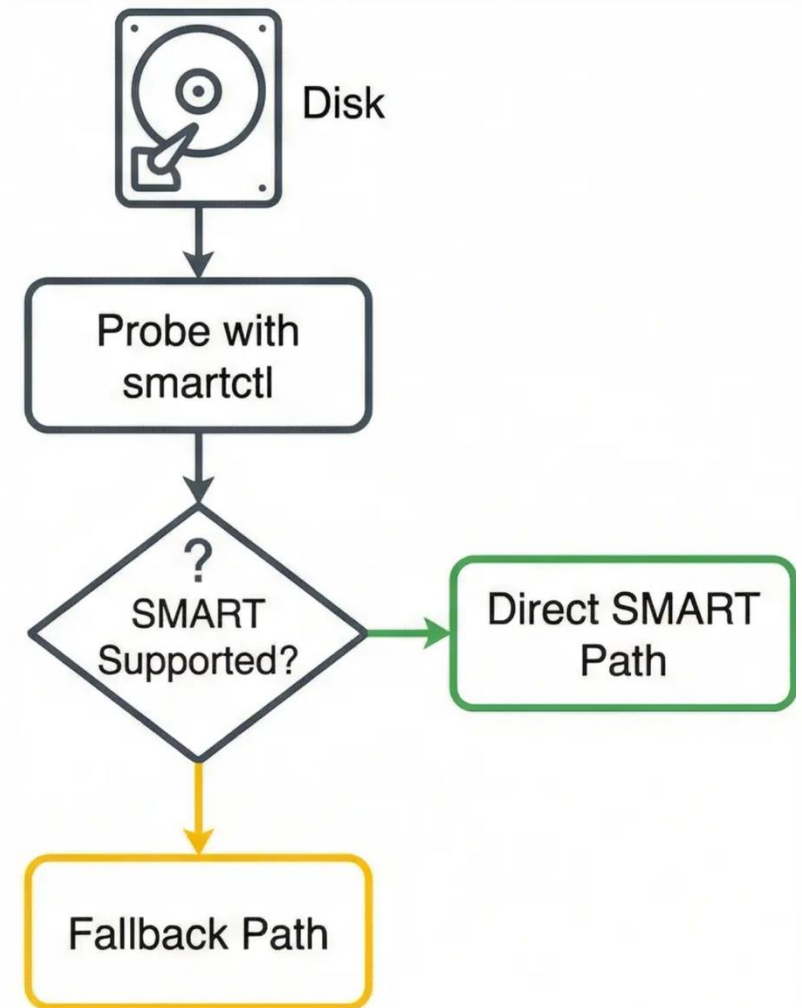 Disk
Probe with
smartctl
?
SMART
Supported?
Direct SMART
Path
Fallback Path